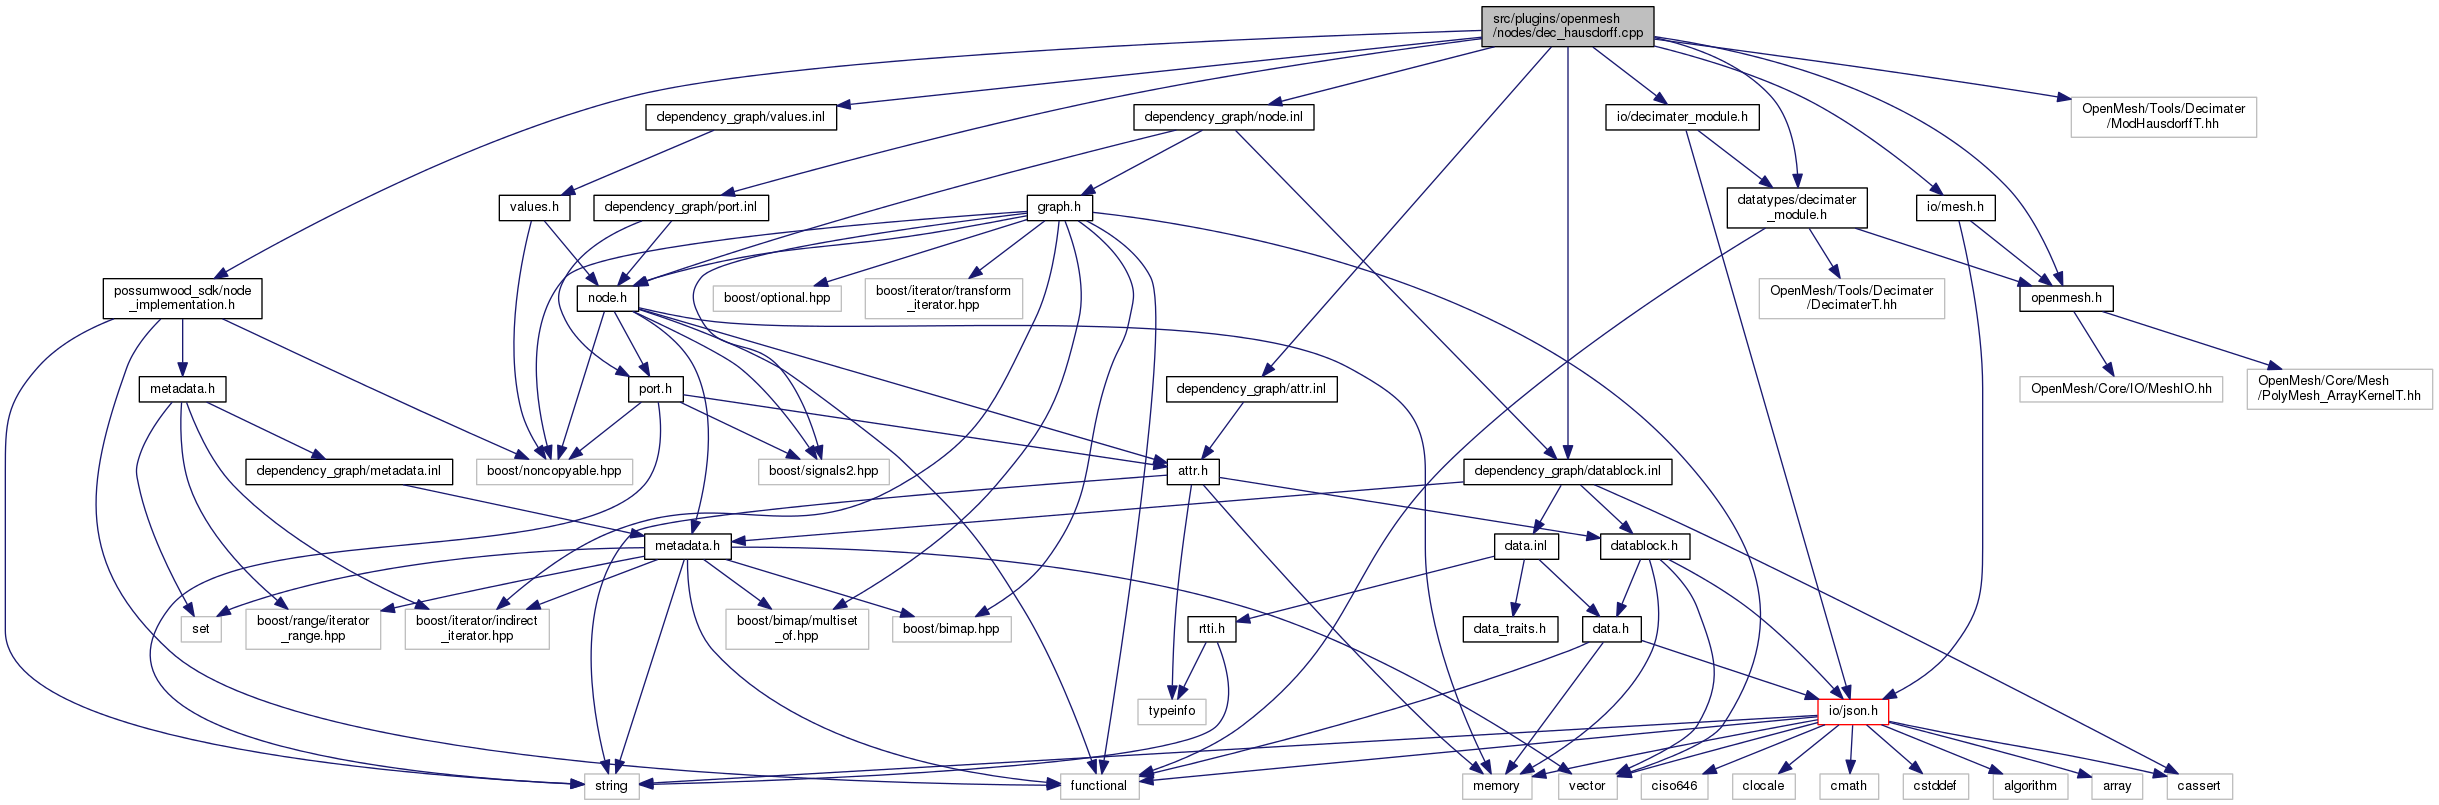 src/plugins/openmesh
/nodes/dec_hausdorff.cpp
dependency_graph/values.inl
dependency_graph/node.inl
io/decimater_module.h
OpenMesh/Tools/Decimater
/ModHausdorffT.hh
values.h
dependency_graph/port.inl
graph.h
datatypes/decimater
_module.h
io/mesh.h
possumwood_sdk/node
_implementation.h
node.h
boost/optional.hpp
boost/iterator/transform
_iterator.hpp
OpenMesh/Tools/Decimater
/DecimaterT.hh
openmesh.h
metadata.h
port.h
dependency_graph/attr.inl
OpenMesh/Core/IO/MeshIO.hh
OpenMesh/Core/Mesh
/PolyMesh_ArrayKernelT.hh
dependency_graph/metadata.inl
boost/noncopyable.hpp
boost/signals2.hpp
attr.h
dependency_graph/datablock.inl
metadata.h
data.inl
datablock.h
set
boost/range/iterator
_range.hpp
boost/iterator/indirect
_iterator.hpp
boost/bimap/multiset
_of.hpp
boost/bimap.hpp
rtti.h
data_traits.h
data.h
typeinfo
io/json.h
string
functional
memory
vector
ciso646
clocale
cmath
cstddef
algorithm
array
cassert